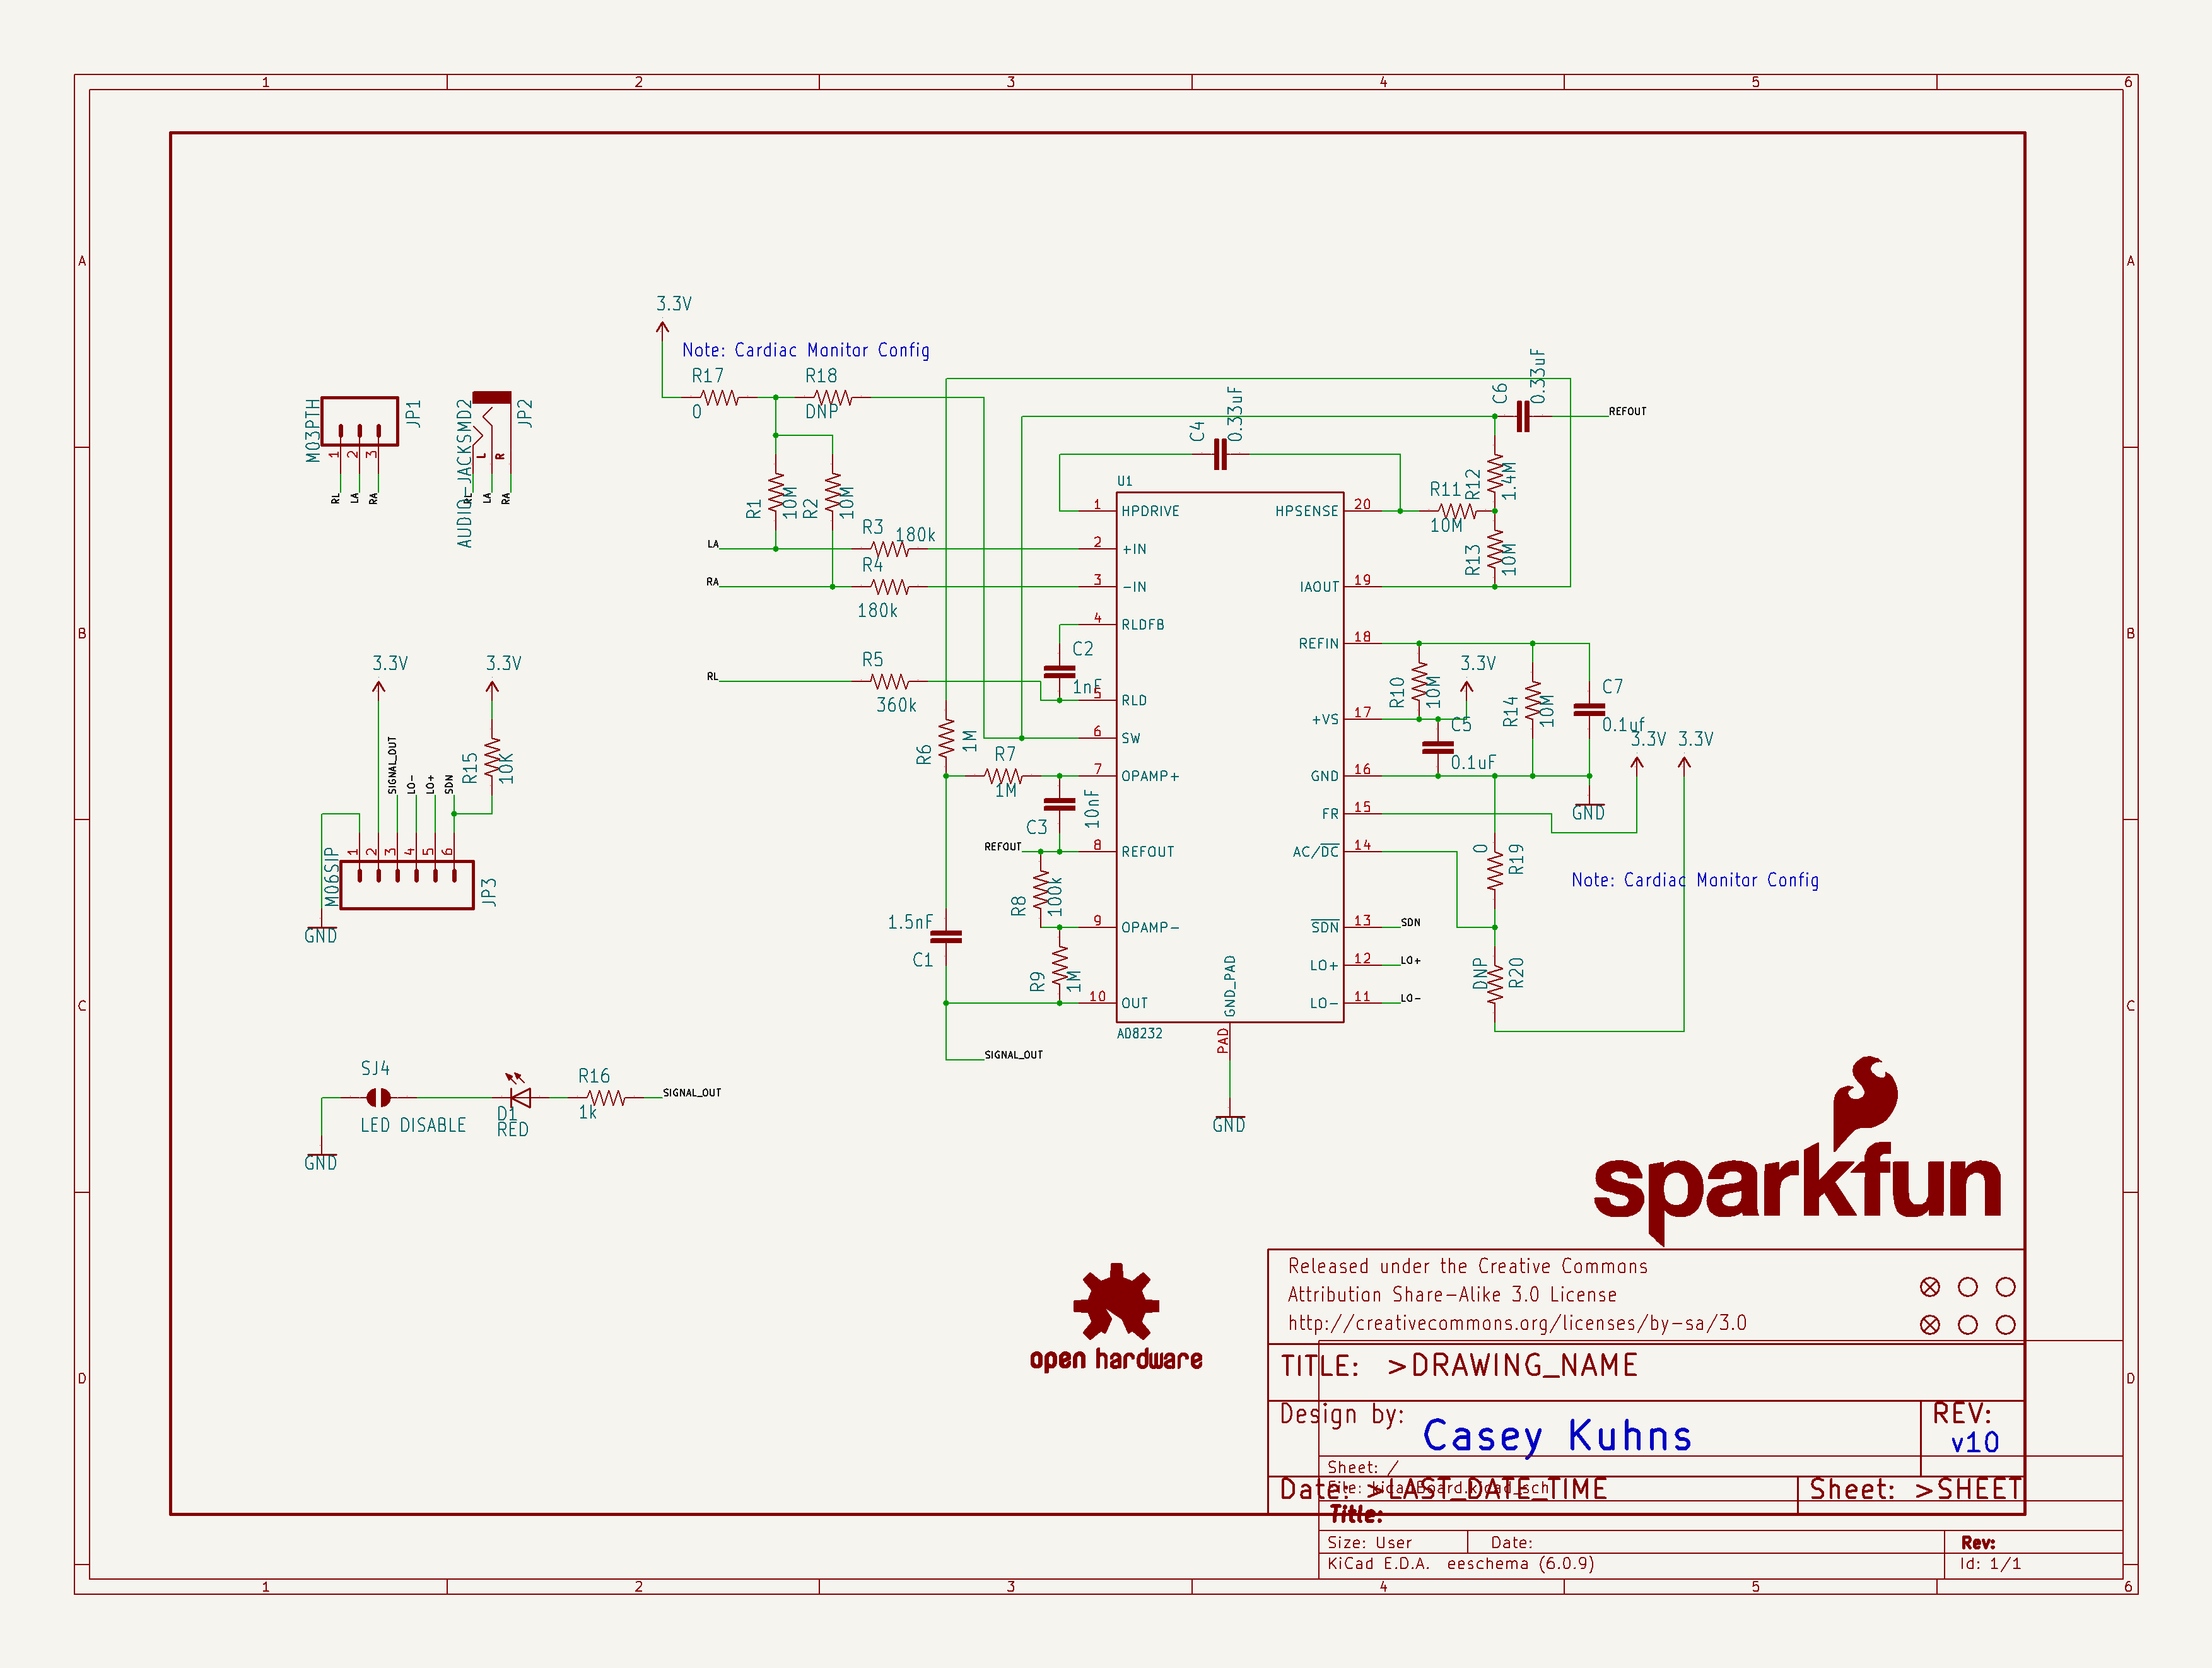 1 2 3 4 5 6
A
A
3.3V
Note: Cardiac Monitor Config
R17
0
R18
DNP
M03PTH
JP1
1 2 3
RL LA RA
AUDIO-JACKSMD2
JP2
L R
RL LA RA
C4
0.33uF
C6
0.33uF
REFOUT
R1
10M
R2
10M
R11
10M
R12
1.4M
R13
10M
LA
R3
180k
RA
R4
180k
RL
R5
360k
U1
1 HPDRIVE
2 +IN
3 -IN
4 RLDFB
5 RLD
6 SW
7 OPAMP+
8 REFOUT
9 OPAMP-
10 OUT
HPSENSE 20
IAOUT 19
REFIN 18
+VS 17
GND 16
FR 15
AC/DC 14
SDN 13
LO+ 12
LO- 11
GND_PAD
PAD
AD8232
GND
B
B
C2
1nF
R6
1M
R7
1M
C3
10nF
REFOUT
R8
100k
R9
1M
1.5nF
C1
SIGNAL_OUT
R10
10M
3.3V
C5
0.1uF
R14
10M
C7
0.1uf
3.3V 3.3V
GND
0
R19
Note: Cardiac Monitor Config
DNP
R20
SDN
LO+
LO-
3.3V
3.3V
R15
10K
SIGNAL_OUT
LO-
LO+
SDN
1 2 3 4 5 6
M06SIP
JP3
GND
C
C
SJ4
LED DISABLE
D1
RED
R16
1k
SIGNAL_OUT
GND
sparkfun
open hardware
D
D
Released under the Creative Commons
Attribution Share-Alike 3.0 License
http://creativecommons.org/licenses/by-sa/3.0
TITLE: >DRAWING_NAME
Design by:
Casey Kuhns
REV:
v10
Sheet: /
File: kicadBoard.kicad_sch
Date: >LAST_DATE_TIME
Sheet: >SHEET
Title:
Size: User
Date:
Rev:
KiCad E.D.A. eeschema (6.0.9)
Id: 1/1
1 2 3 4 5 6